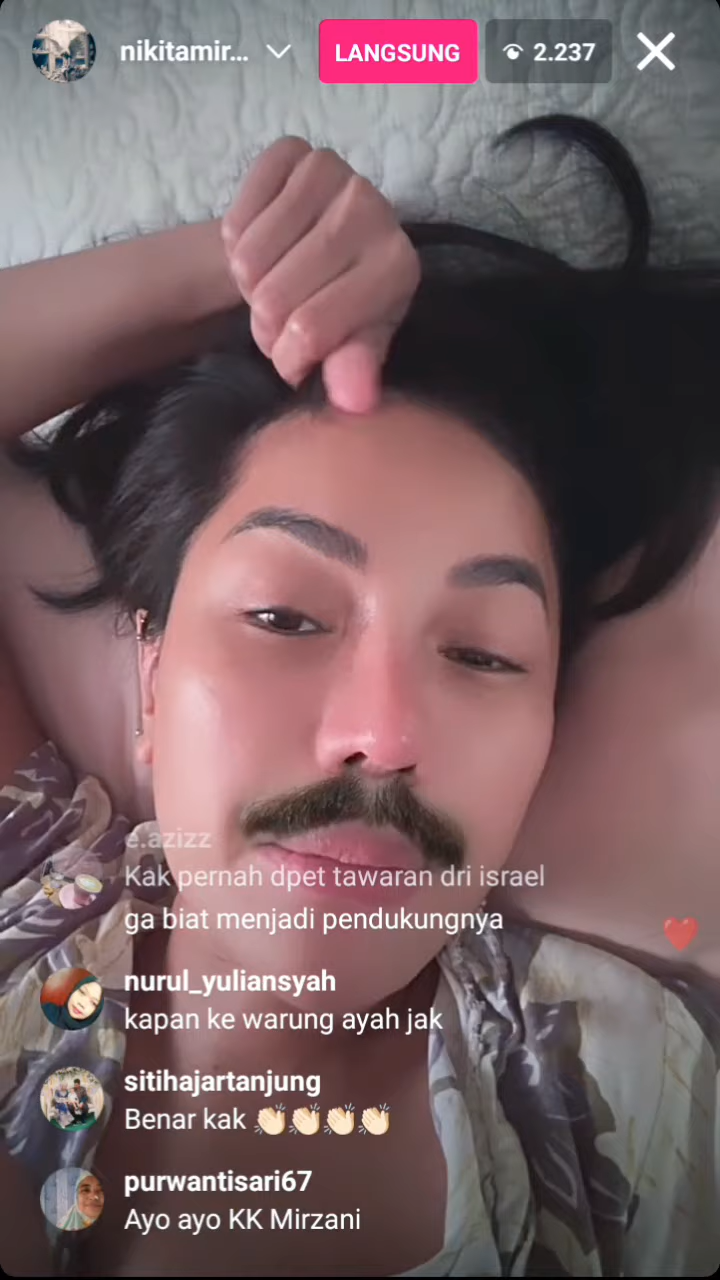 nikitamir...
LANGSUNG
2.237
e.azizz
Kak pernah dpet tawaran dri israel
ga biat menjadi pendukungnya
nurul_yuliansyah
kapan ke warung ayah jak
sitihajartanjung
Benar kak 👏🏻👏🏻👏🏻👏🏻
purwantisari67
Ayo ayo KK Mirzani